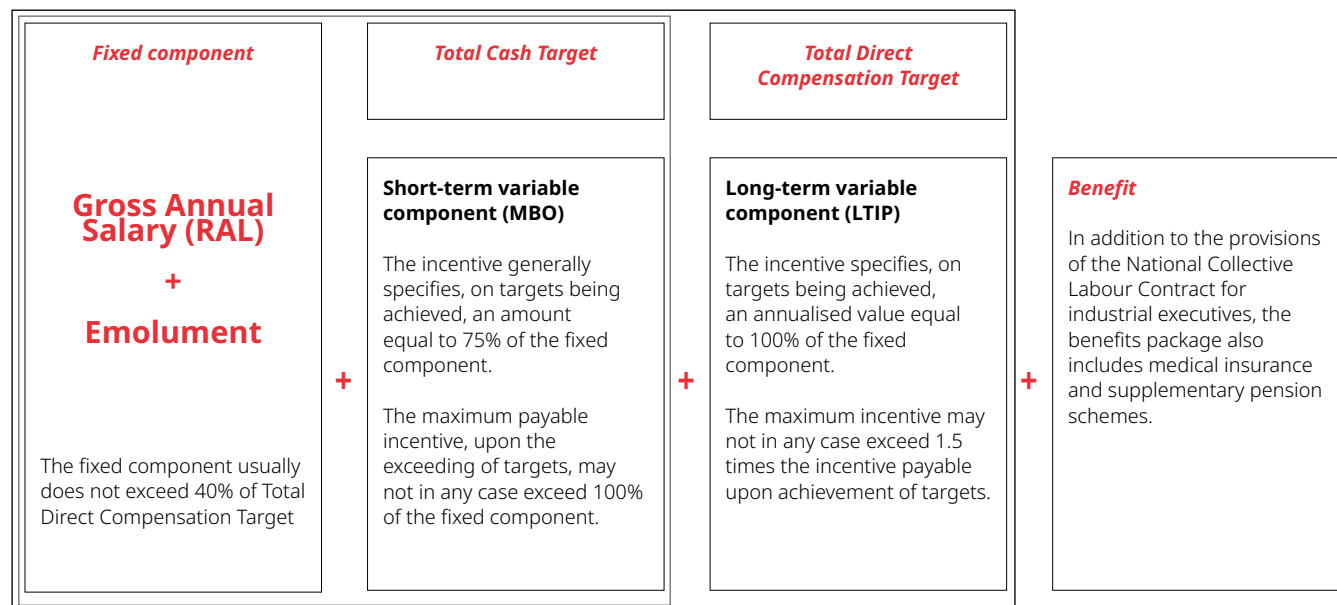 Fixed component
Gross Annual
Salary (RAL)
+
Emolument
The fixed component usually
does not exceed 40% of Total
Direct Compensation Target
+
Total Cash Target
Short-term variable
component (MBO)
The incentive generally
specifies, on targets being
achieved, an amount
equal to 75% of the fixed
component.
The maximum payable
incentive, upon the
exceeding of targets, may
not in any case exceed 100%
of the fixed component.
+
Total Direct
Compensation Target
Long-term variable
component (LTIP)
The incentive specifies, on
targets being achieved,
an annualised value equal
to 100% of the fixed
component.
The maximum incentive may
not in any case exceed 1.5
times the incentive payable
upon achievement of targets.
+
Benefit
In addition to the provisions
of the National Collective
Labour Contract for
industrial executives, the
benefits package also
includes medical insurance
and supplementary pension
schemes.